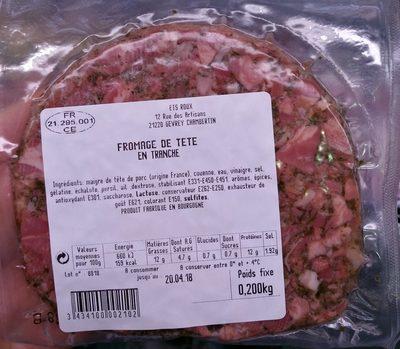 FR
21.295.001
CE
ETS ROUX
12 Rue des Artisans
21220 GEVREY CHAMBERTIN
FROMAGE DE TETE
EN TRANCHE
Ingrédients: maigre de tête de porc (origine France), couenne, eau, vinaigre, sel,
gélatine, échalote, persil, ail, dextrose, stabilisant E331-E450-E451, arômes, épices,
antioxydant E301, saccharose, lactose, conservateur E262-E250, exhausteur de
goût E621, colorant E150, sulfites.
PRODUIT FABRIQUE EN BOURGOGNE
Valeurs moyennes pour 100g Energie 660 kJ 159 kcal Matières Grasses 12 g Dont A.G Saturants 4.7 g Glucides 0.7 g Dont Sucres 0.7 g Protéines 12 g Sel 1.92g
Lot n° 8818 A consommer jusqu'au 20.04.18 A conserver entre 0° et + 4°C
Poids fixe
0,200kg
3434100002102